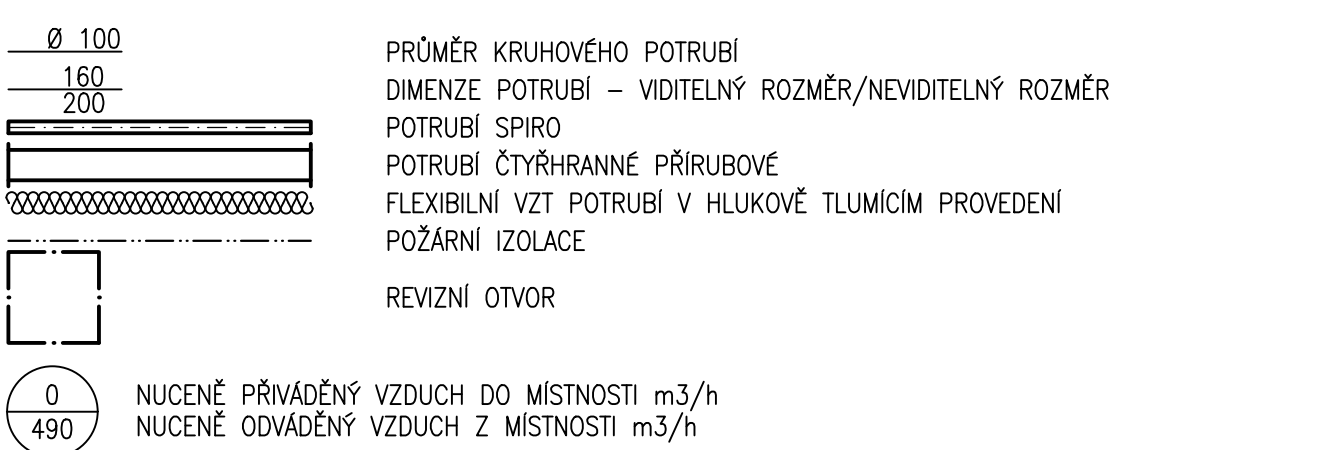 Ø 100 PRŮMĚR KRUHOVÉHO POTRUBÍ
160
200 DIMENZE POTRUBÍ – VIDITELNÝ ROZMĚR/NEVIDITELNÝ ROZMĚR
POTRUBÍ SPIRO
POTRUBÍ ČTYŘHRANNÉ PŘÍRUBOVÉ
FLEXIBILNÍ VZT POTRUBÍ V HLUKOVĚ TLUMÍCÍM PROVEDENÍ
POŽÁRNÍ IZOLACE
REVIZNÍ OTVOR
0 NUCENĚ PŘIVÁDĚNÝ VZDUCH DO MÍSTNOSTI m3/h
490 NUCENĚ ODVÁDĚNÝ VZDUCH Z MÍSTNOSTI m3/h